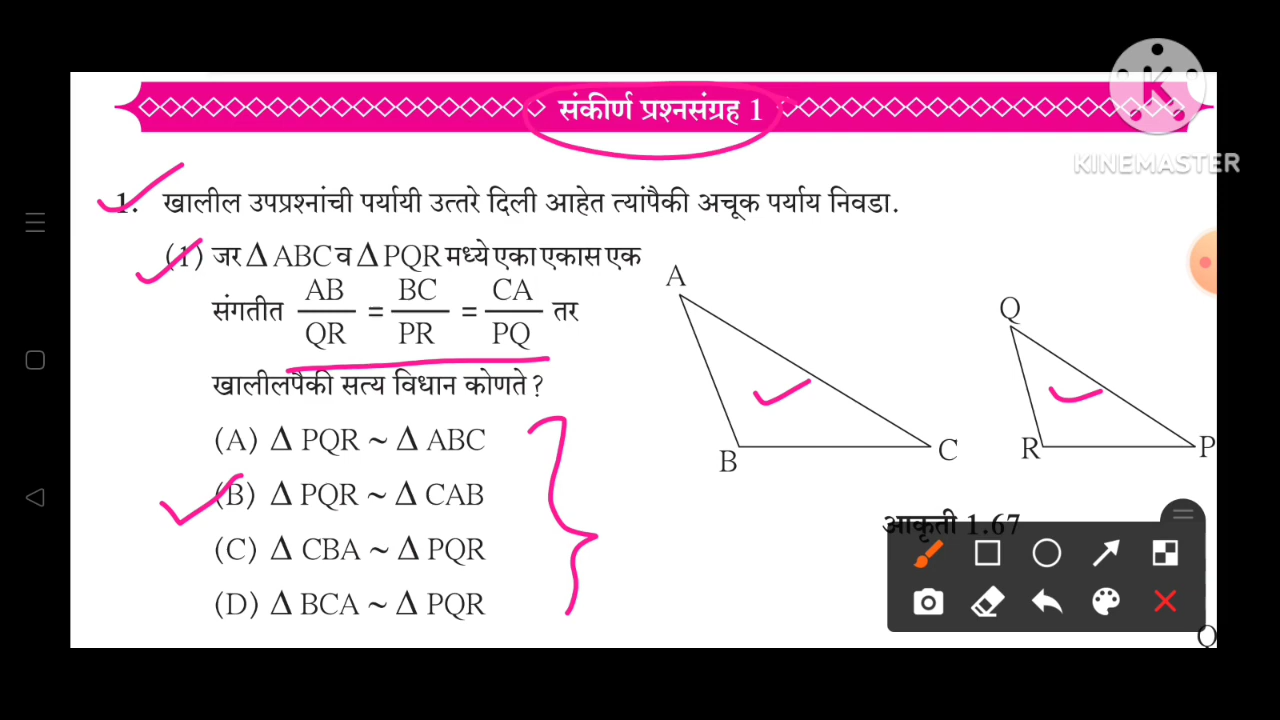 संकीर्ण प्रश्नसंग्रह 1
K
KINEMASTER
1. खालील उपप्रश्नांची पर्यायी उत्तरे दिली आहेत त्यांपैकी अचूक पर्याय निवडा.
(1) जर Δ ABC व Δ PQR मध्ये एका एकास एक
संगतीत AB/QR = BC/PR = CA/PQ तर
खालीलपैकी सत्य विधान कोणते ?
(A) Δ PQR ~ Δ ABC
(B) Δ PQR ~ Δ CAB
(C) Δ CBA ~ Δ PQR
(D) Δ BCA ~ Δ PQR
A
B
C
Q
R
P
आकृती 1.67
Q